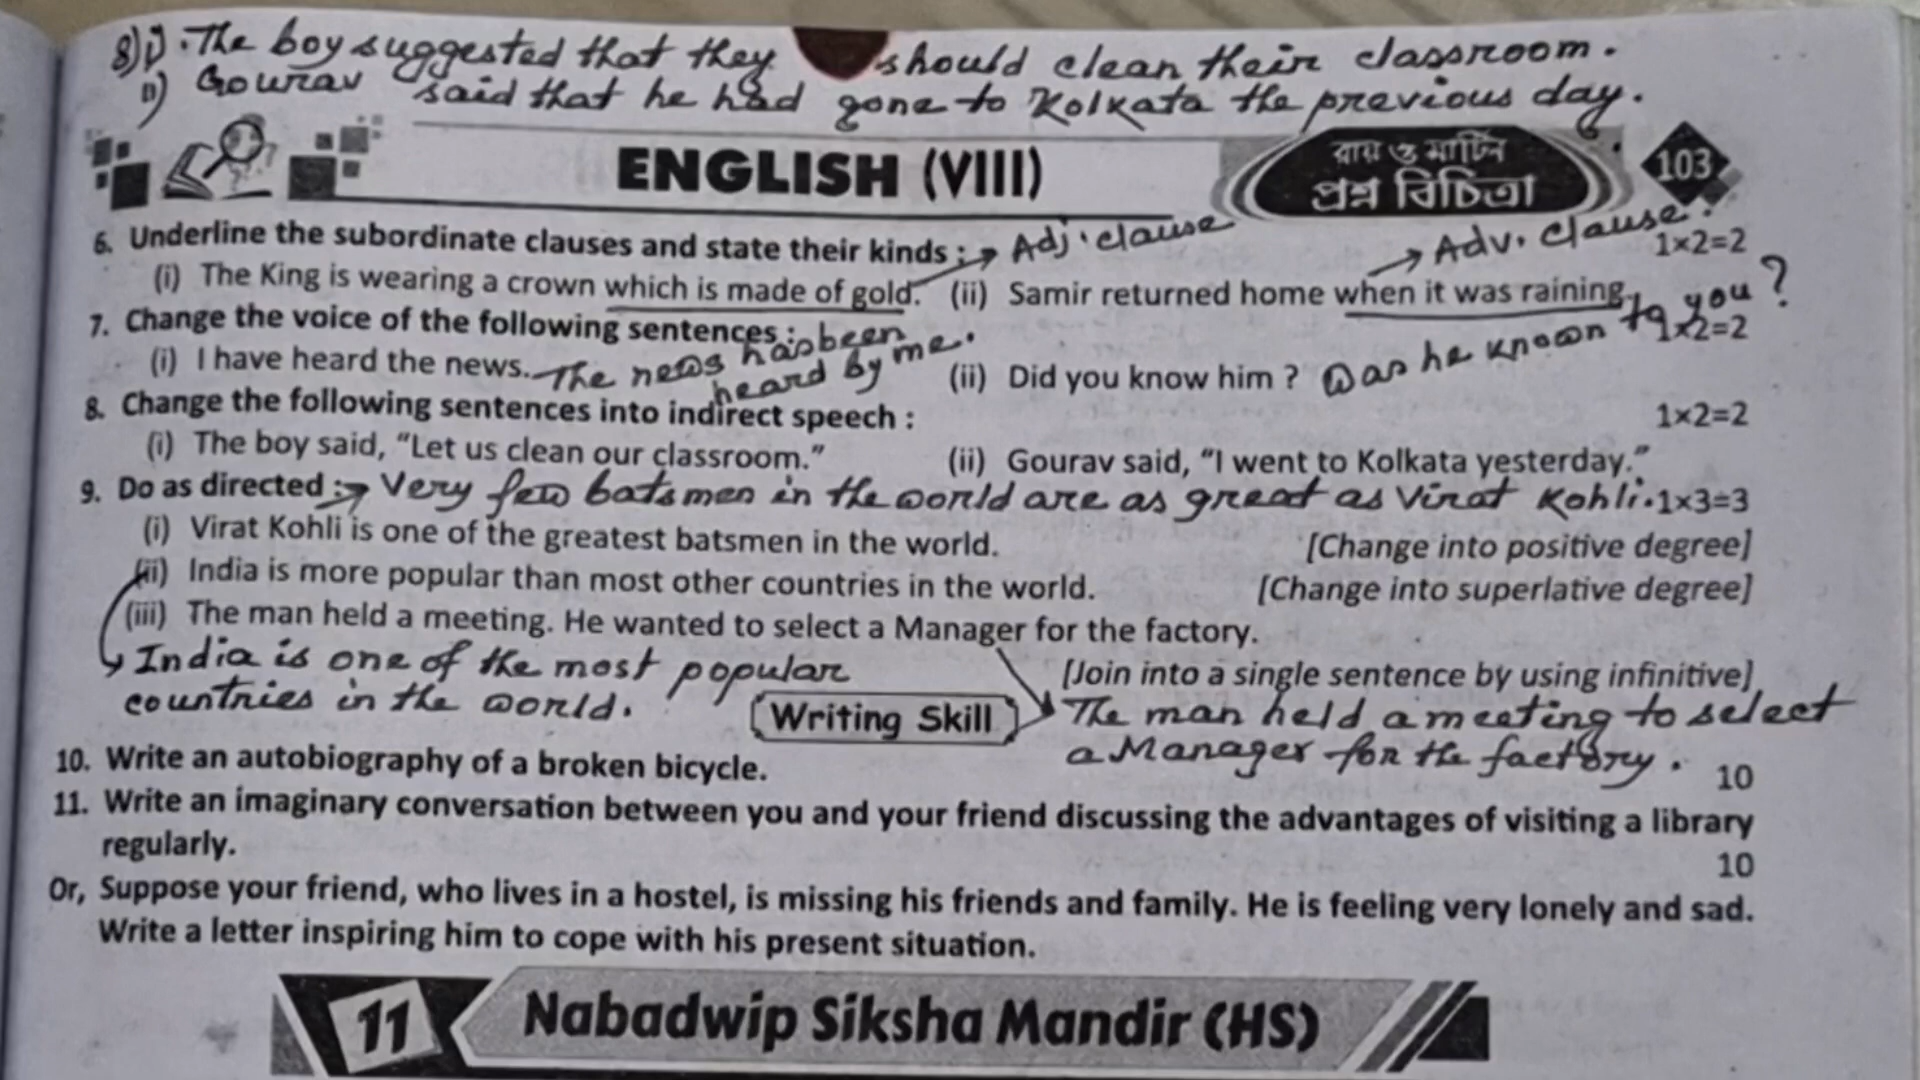 8)i). The boy suggested that they should clean their classroom.
ii) Gourav said that he had gone to Kolkata the previous day.
ENGLISH (VIII)
রায় ও মার্টিন
প্রশ্ন বিচিত্রা
103
6. Underline the subordinate clauses and state their kinds : → Adj. clause → Adv. clause. 1×2=2
(i) The King is wearing a crown which is made of gold. (ii) Samir returned home when it was raining.
7. Change the voice of the following sentences : 1×2=2
(i) I have heard the news. The news has been heard by me. (ii) Did you know him ? Was he known to you ?
8. Change the following sentences into indirect speech : 1×2=2
(i) The boy said, “Let us clean our classroom.” (ii) Gourav said, “I went to Kolkata yesterday.”
9. Do as directed : → Very few batsmen in the world are as great as Virat Kohli. 1×3=3
(i) Virat Kohli is one of the greatest batsmen in the world. [Change into positive degree]
(ii) India is more popular than most other countries in the world. [Change into superlative degree]
(iii) The man held a meeting. He wanted to select a Manager for the factory.
[Join into a single sentence by using infinitive]
→ India is one of the most popular
countries in the world.
Writing Skill
The man held a meeting to select
a Manager for the factory.
10. Write an autobiography of a broken bicycle. 10
11. Write an imaginary conversation between you and your friend discussing the advantages of visiting a library
regularly. 10
Or, Suppose your friend, who lives in a hostel, is missing his friends and family. He is feeling very lonely and sad.
Write a letter inspiring him to cope with his present situation.
11 Nabadwip Siksha Mandir (HS)